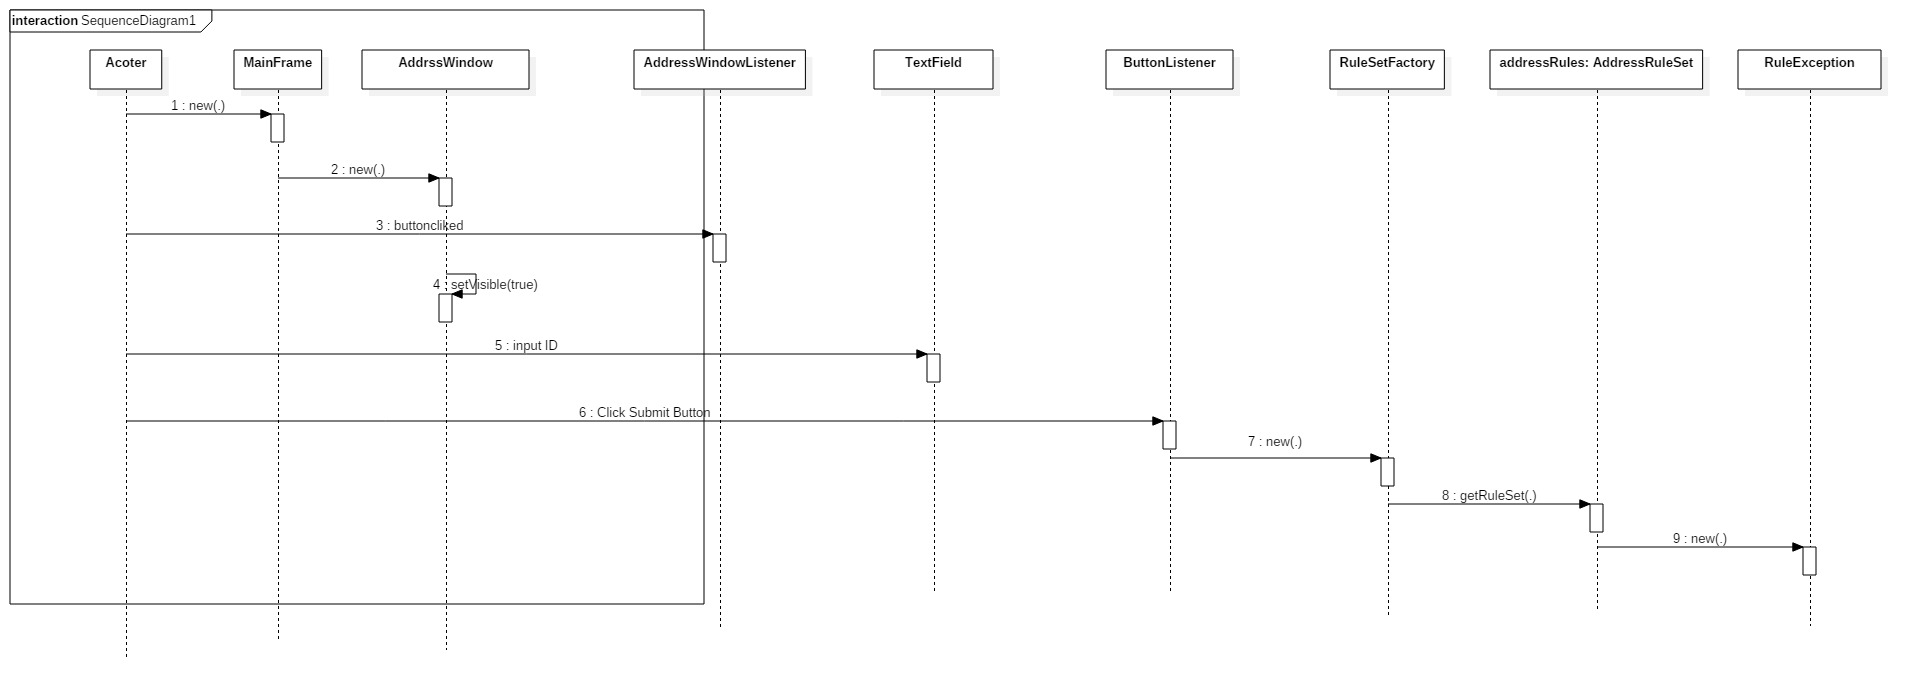 interaction SequenceDiagram1
Acoter
MainFrame
AddrssWindow
AddressWindowListener
TextField
ButtonListener
RuleSetFactory
addressRules: AddressRuleSet
RuleException
1 : new(.)
2 : new(.)
3 : buttoncliked
4 : setVisible(true)
5 : input ID
6 : Click Submit Button
7 : new(.)
8 : getRuleSet(.)
9 : new(.)